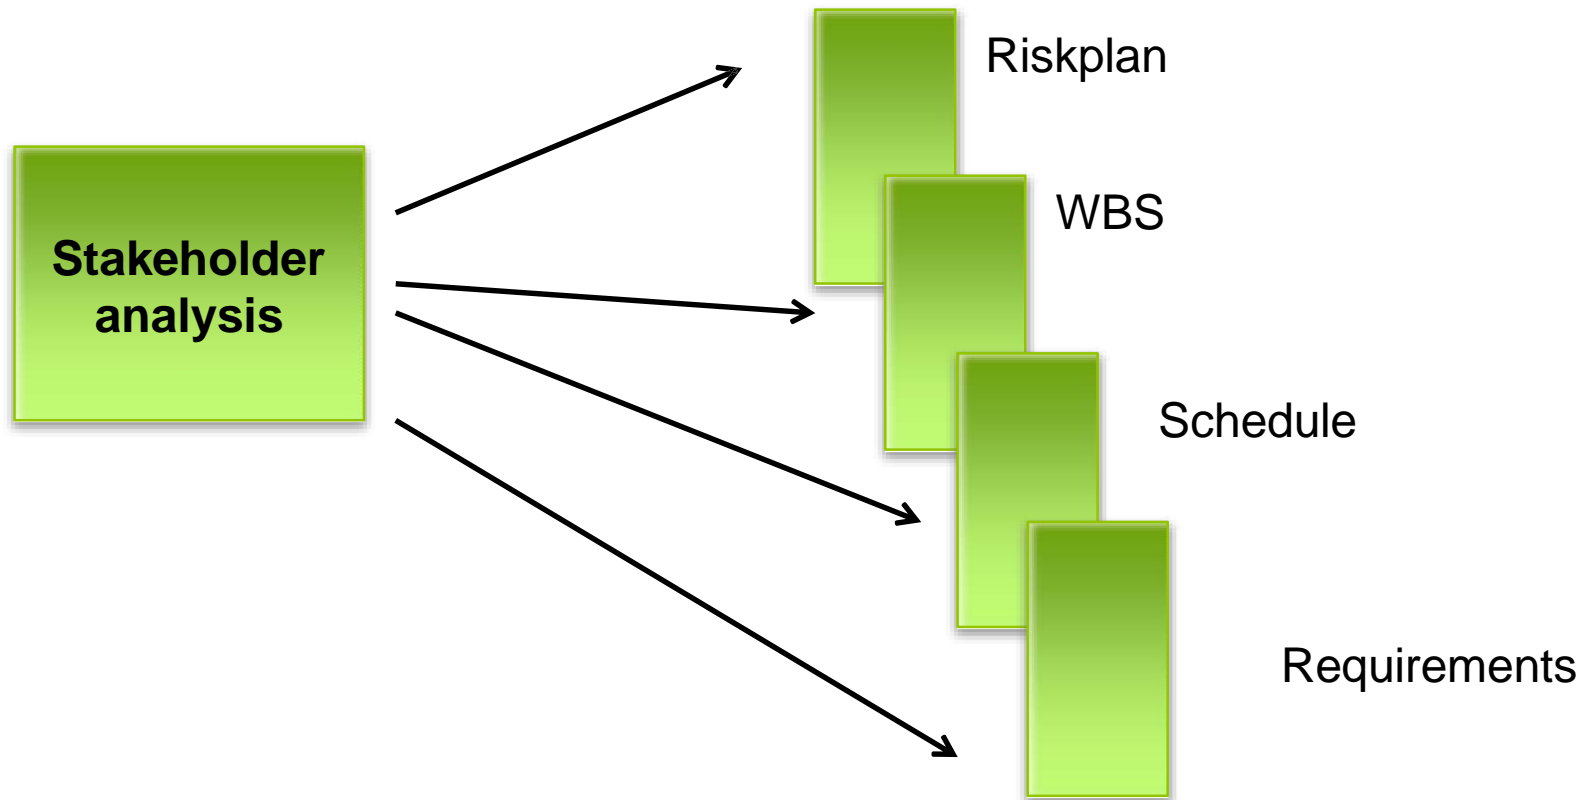 Stakeholder
analysis
Riskplan
WBS
Schedule
Requirements